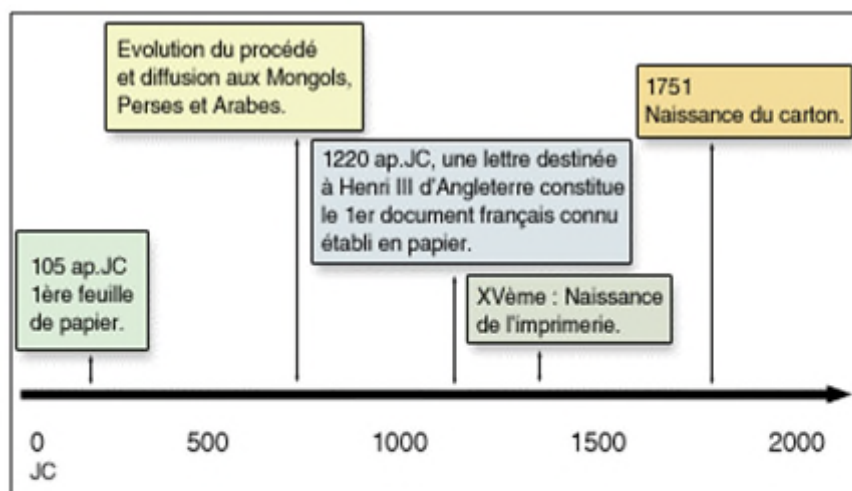 Evolution du procédé
et diffusion aux Mongols,
Perses et Arabes.
1751
Naissance du carton.
1220 ap.JC, une lettre destinée
à Henri III d'Angleterre constitue
le 1er document français connu
établi en papier.
105 ap.JC
1ère feuille
de papier.
XVème : Naissance
de l'imprimerie.
0 500 1000 1500 2000
JC